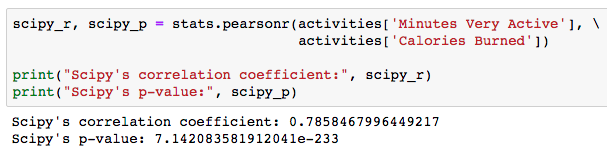 scipy_r, scipy_p = stats.pearsonr(activities['Minutes Very Active'], \
activities['Calories Burned'])
print("Scipy's correlation coefficient:", scipy_r)
print("Scipy's p-value:", scipy_p)
Scipy's correlation coefficient: 0.7858467996449217
Scipy's p-value: 7.142083581912041e-233